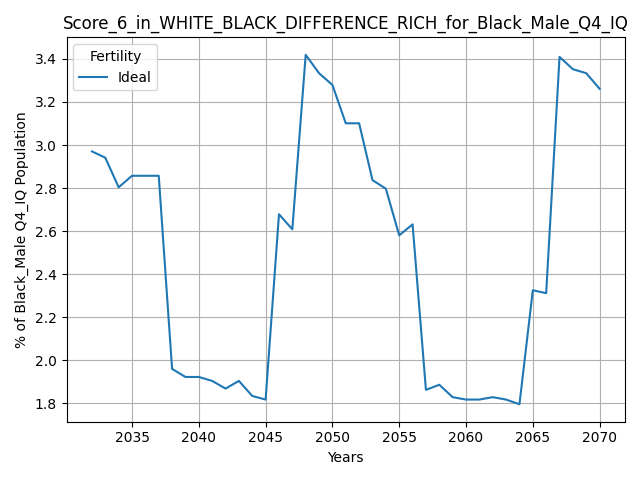 Score_6_in_WHITE_BLACK_DIFFERENCE_RICH_for_Black_Male_Q4_IQ
Fertility
Ideal
% of Black_Male Q4_IQ Population
3.4
3.2
3.0
2.8
2.6
2.4
2.2
2.0
1.8
2035 2040 2045 2050 2055 2060 2065 2070
Years